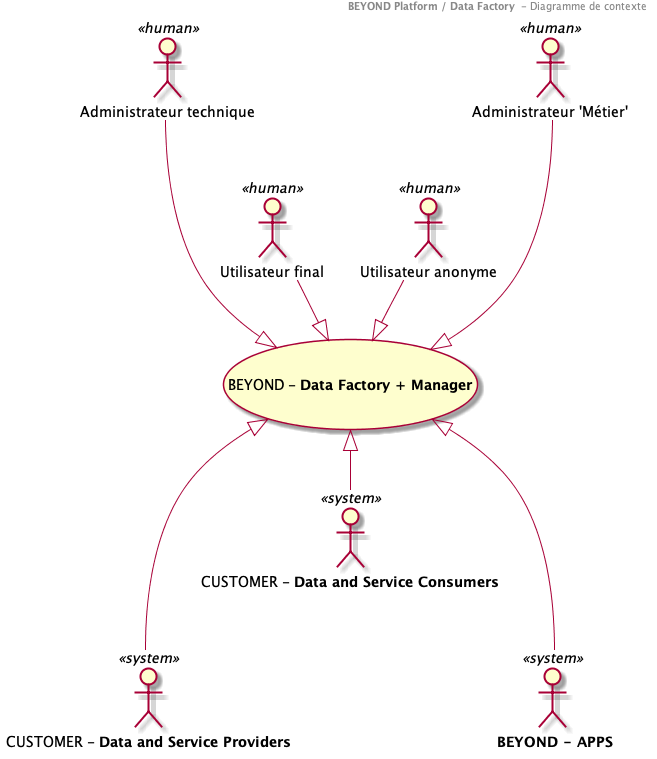 BEYOND Platform / Data Factory - Diagramme de contexte
«human»
Administrateur technique
«human»
Administrateur 'Métier'
«human»
Utilisateur final
«human»
Utilisateur anonyme
BEYOND - Data Factory + Manager
«system»
CUSTOMER - Data and Service Consumers
«system»
CUSTOMER - Data and Service Providers
«system»
BEYOND - APPS